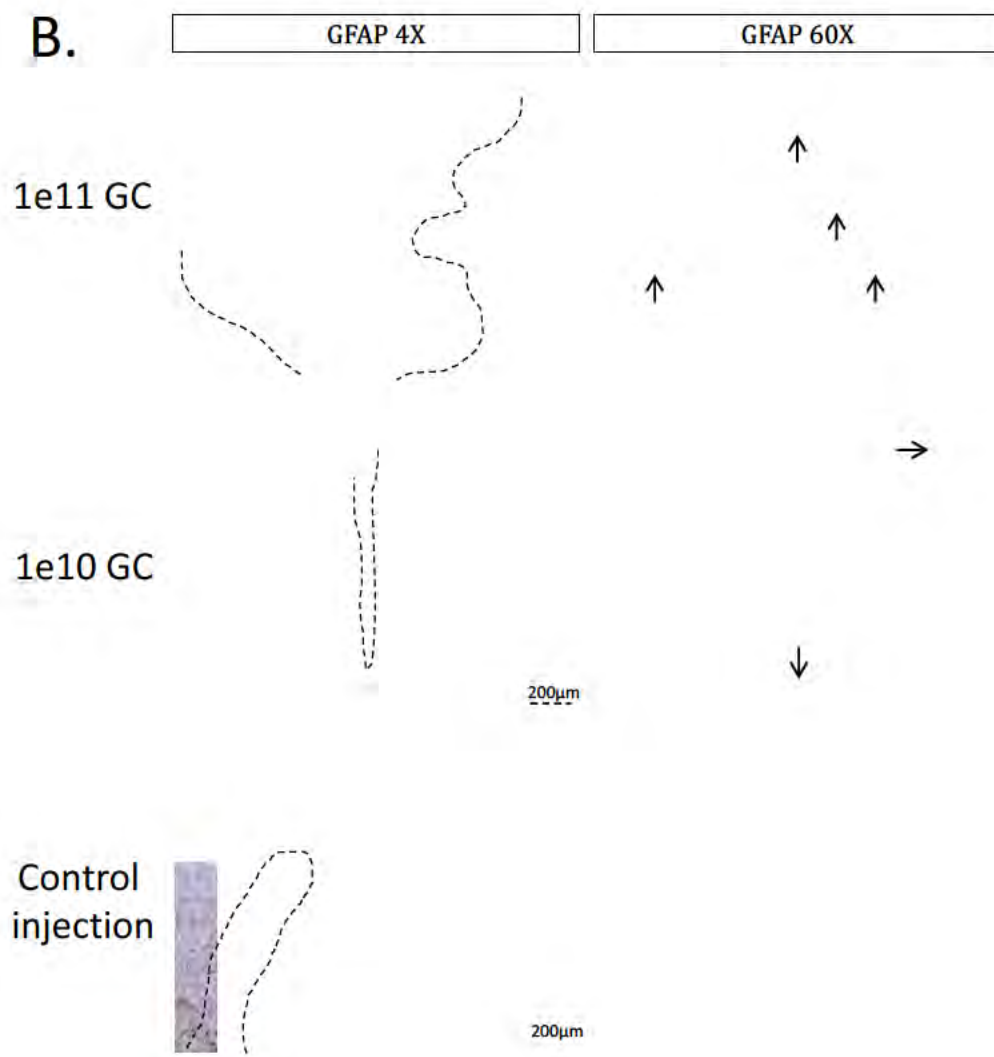 B.
GFAP 4X
GFAP 60X
1e11 GC
1e10 GC
200µm
Control
injection
200µm